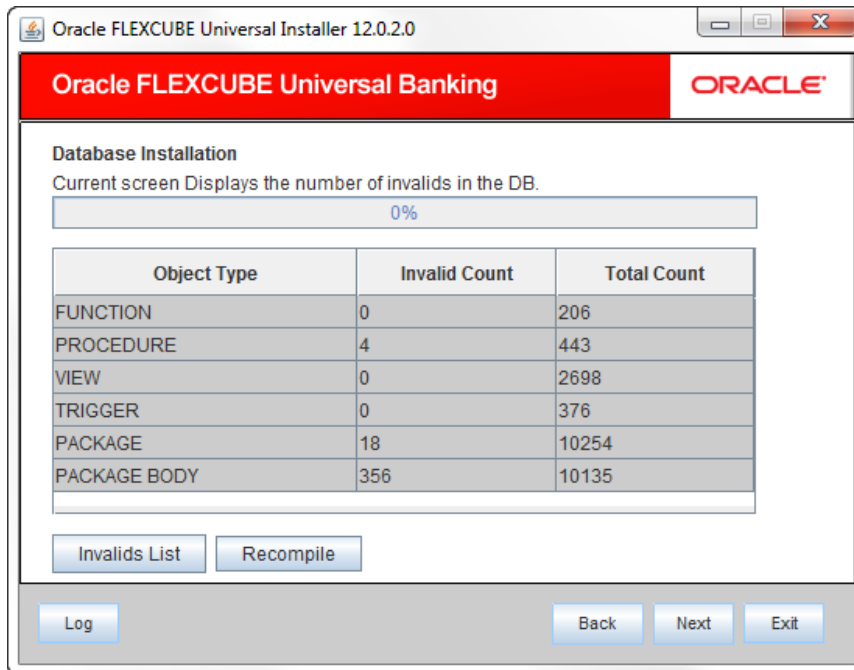 Oracle FLEXCUBE Universal Installer 12.0.2.0
Oracle FLEXCUBE Universal Banking
ORACLE
Database Installation
Current screen Displays the number of invalids in the DB.
0%
Object Type Invalid Count Total Count
FUNCTION 0 206
PROCEDURE 4 443
VIEW 0 2698
TRIGGER 0 376
PACKAGE 18 10254
PACKAGE BODY 356 10135
Invalids List Recompile
Log Back Next Exit